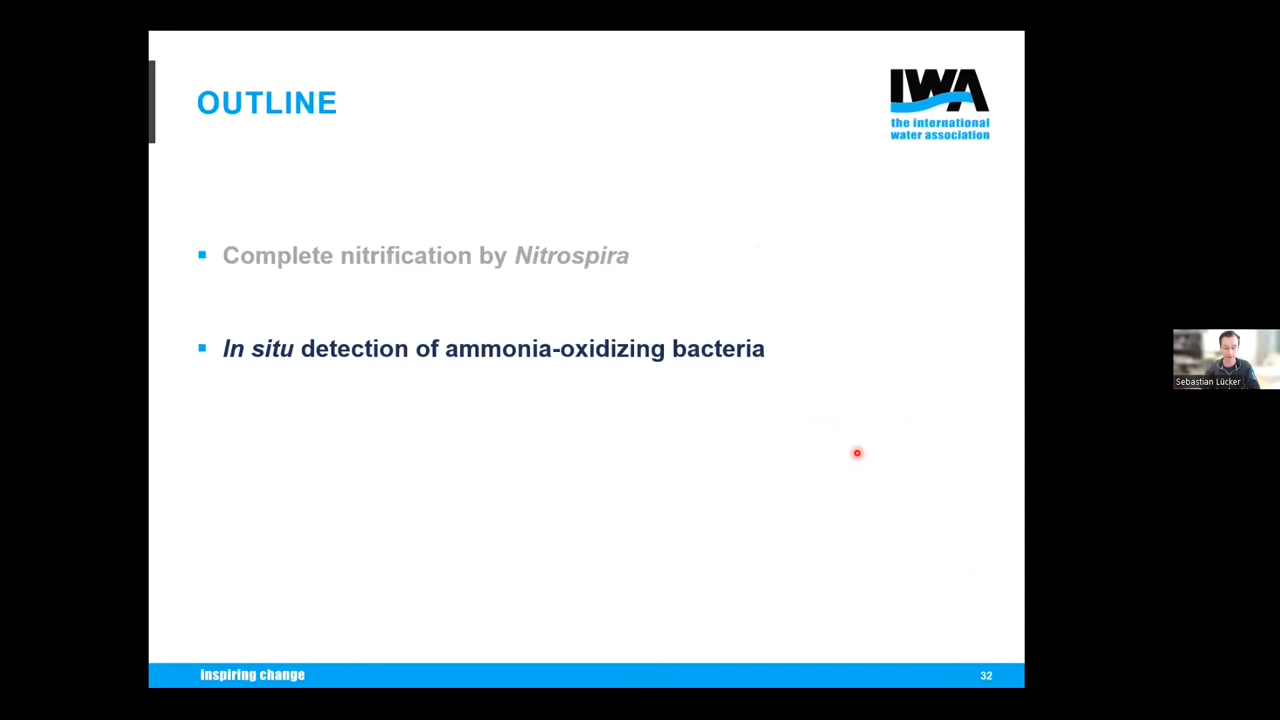 OUTLINE
IWA
the international
water association
Complete nitrification by Nitrospira
In situ detection of ammonia-oxidizing bacteria
Sebastian Lücker
inspiring change
32